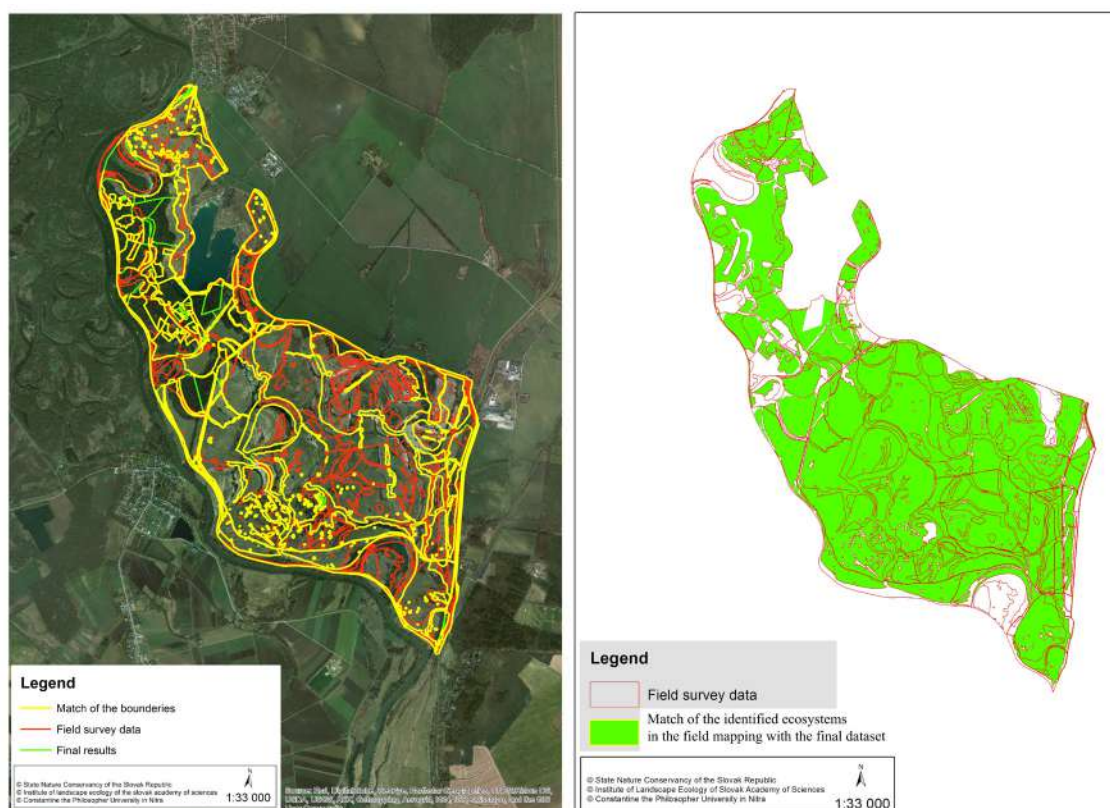 Legend
Match of the bounderies
Field survey data
Final results
© State Nature Conservancy of the Slovak Republic
© Institute of landscape ecology of the slovak academy of sciences
© Constantine the Philosopher University in Nitra
N
1:33 000
Legend
Field survey data
Match of the identified ecosystems
in the field mapping with the final dataset
© State Nature Conservancy of the Slovak Republic
© Institute of Landscape Ecology of Slovak Academy of Sciences
© Constantine the Philosopher University in Nitra
N
1:33 000